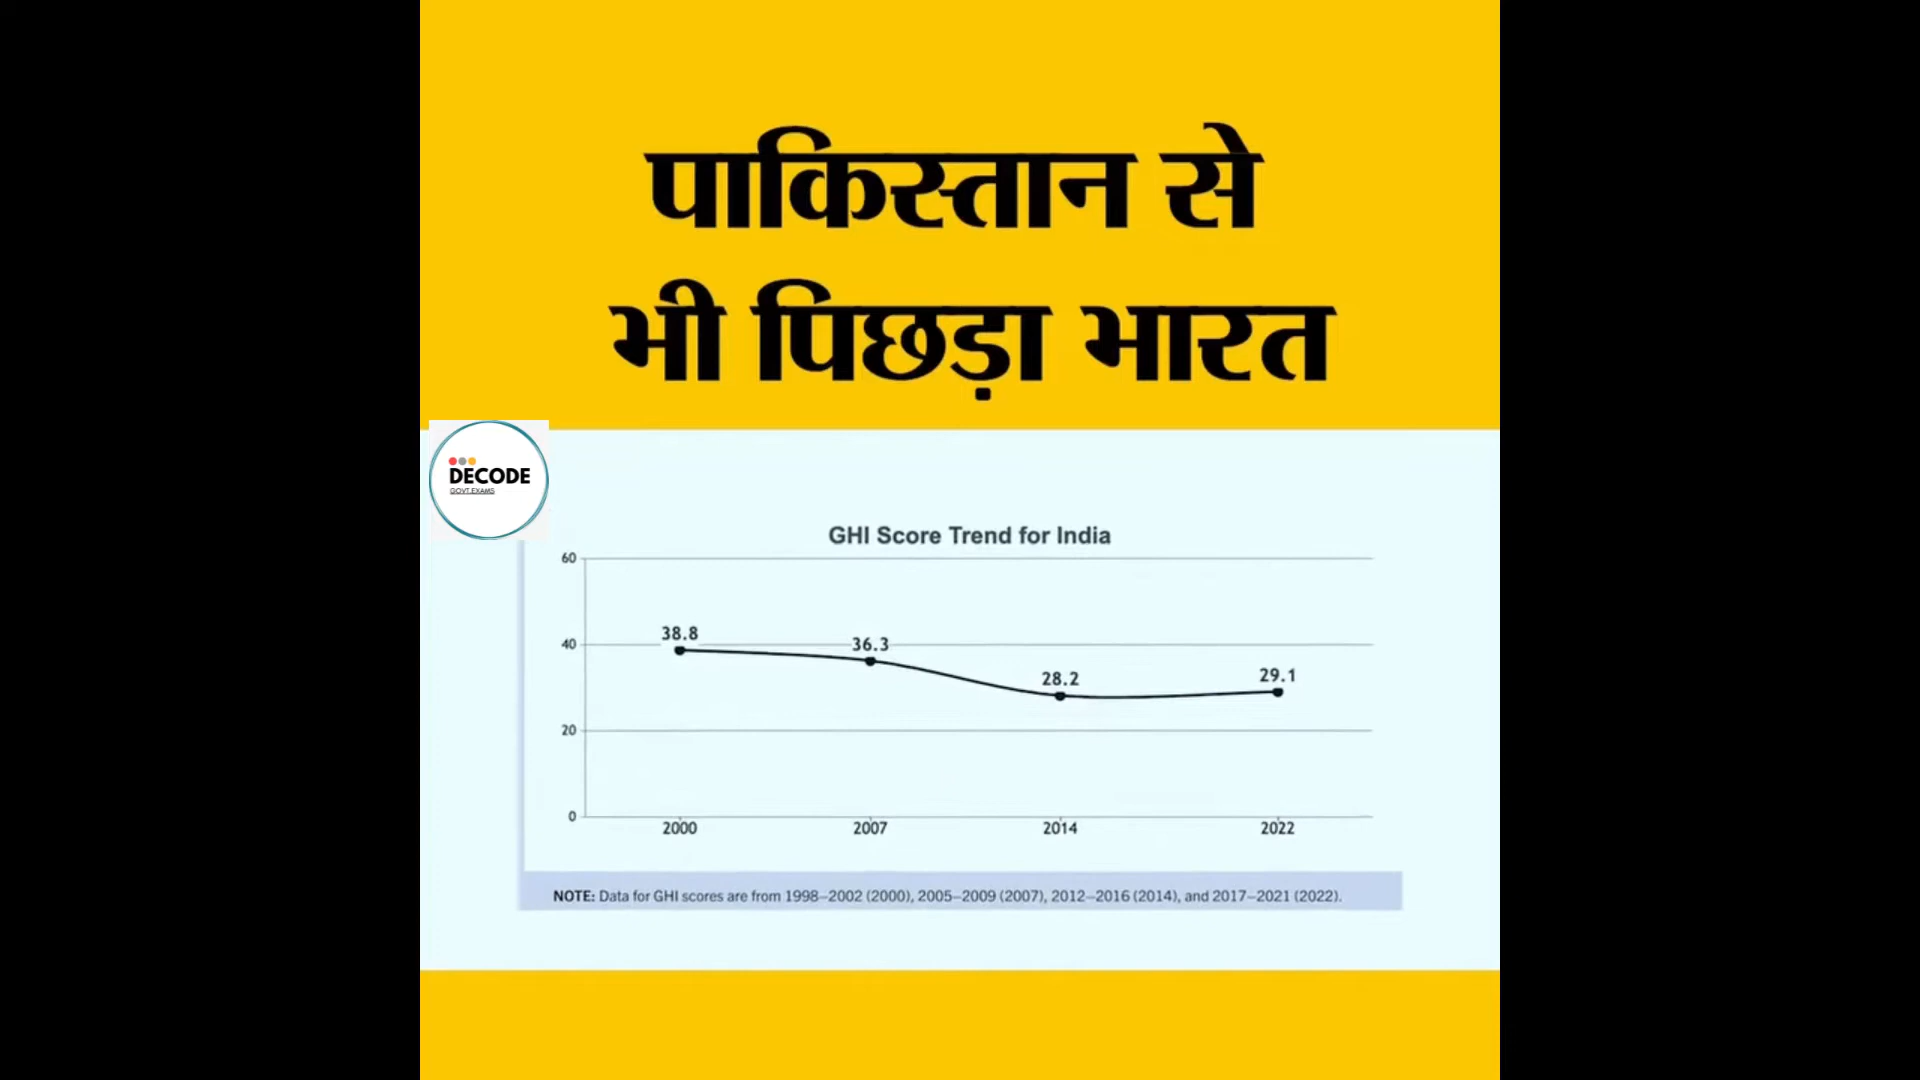 पाकिस्तान से
भी पिछड़ा भारत
DECODE
GOVT.EXAMS
GHI Score Trend for India
60
40
20
0
38.8
36.3
28.2
29.1
2000 2007 2014 2022
NOTE: Data for GHI scores are from 1998–2002 (2000), 2005–2009 (2007), 2012–2016 (2014), and 2017–2021 (2022).